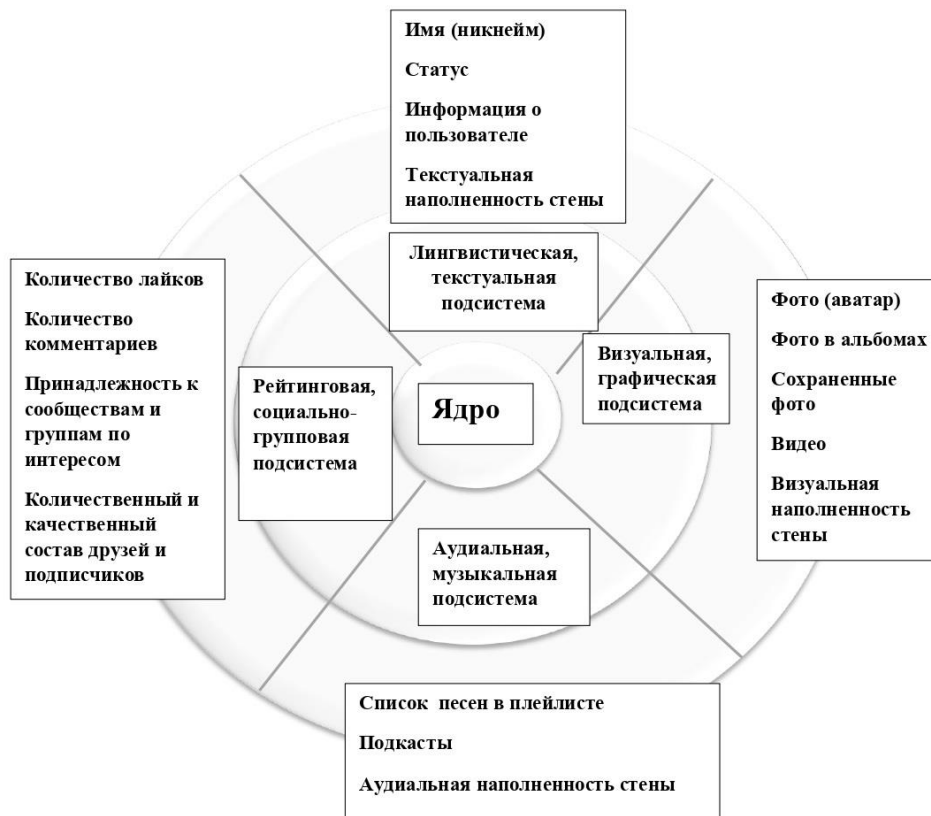 Имя (никнейм)
Статус
Информация о
пользователе
Текстуальная
наполненность стены
Лингвистическая,
текстуальная
подсистема
Количество лайков
Количество
комментариев
Принадлежность к
сообществам и
группам по
интересом
Количественный и
качественный
состав друзей и
подписчиков
Рейтинговая,
социально-
групповая
подсистема
Ядро
Визуальная,
графическая
подсистема
Фото (аватар)
Фото в альбомах
Сохраненные
фото
Видео
Визуальная
наполненность
стены
Аудиальная,
музыкальная
подсистема
Список песен в плейлисте
Подкасты
Аудиальная наполненность стены